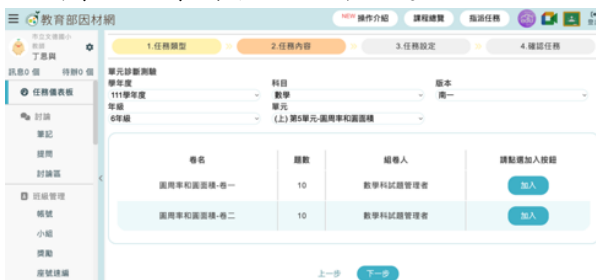 教育部因材網
NEW 操作介紹
課程總覽
指派任務
市立文德國小
教師
丁思與
訊息0 個 待辦0 個
任務儀表板
討論
筆記
提問
討論區
班級管理
帳號
小組
獎勵
座號速編
1.任務類型
2.任務內容
3.任務設定
4.確認任務
單元診斷測驗
學年度 科目 版本
111學年度 數學 南一
年級 單元
6年級 (上) 第5單元-圓周率和圓面積
卷名 題數 組卷人 請點選加入按鈕
圓周率和圓面積-卷一 10 數學科試題管理者 加入
圓周率和圓面積-卷二 10 數學科試題管理者 加入
上一步 下一步